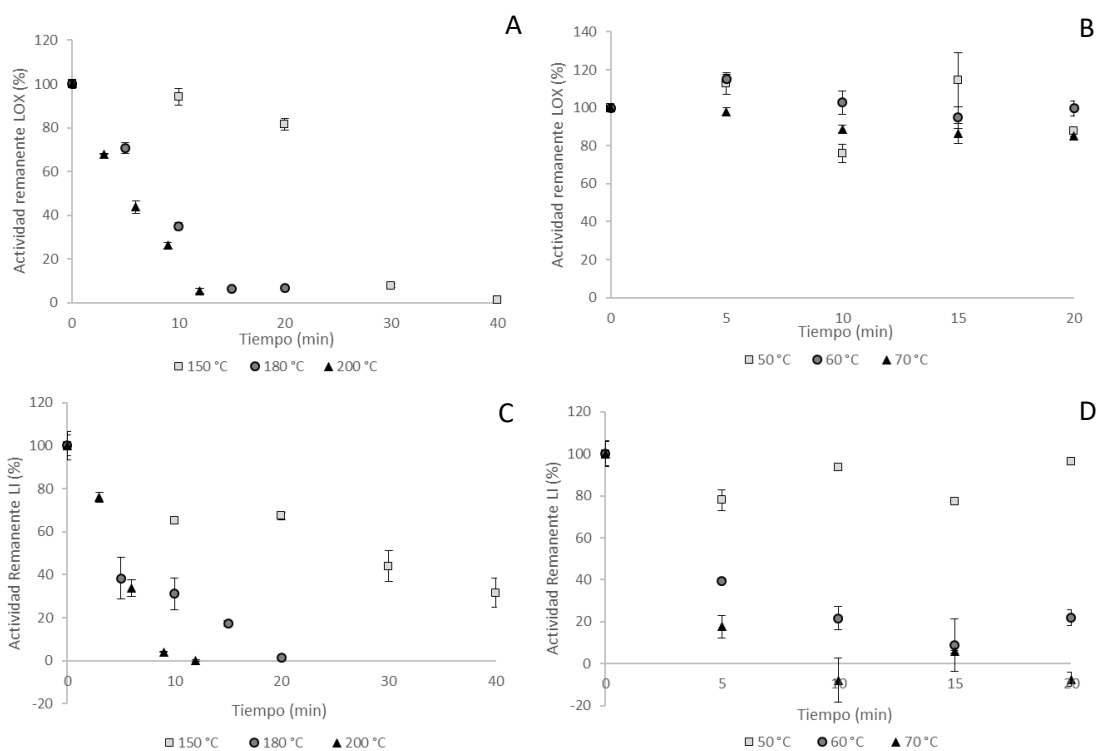 A
Actividad remanente LOX (%)
120
100
80
60
40
20
0
0 10 20 30 40
Tiempo (min)
150 °C 180 °C 200 °C
B
Actividad remanente LOX (%)
140
120
100
80
60
40
20
0
0 5 10 15 20
Tiempo (min)
50 °C 60 °C 70 °C
C
Actividad Remanente LI (%)
120
100
80
60
40
20
0
-20
0 10 20 30 40
Tiempo (min)
150 °C 180 °C 200 °C
D
Actividad Remanente LI (%)
120
100
80
60
40
20
0
-20
0 5 10 15 20
Tiempo (min)
50 °C 60 °C 70 °C